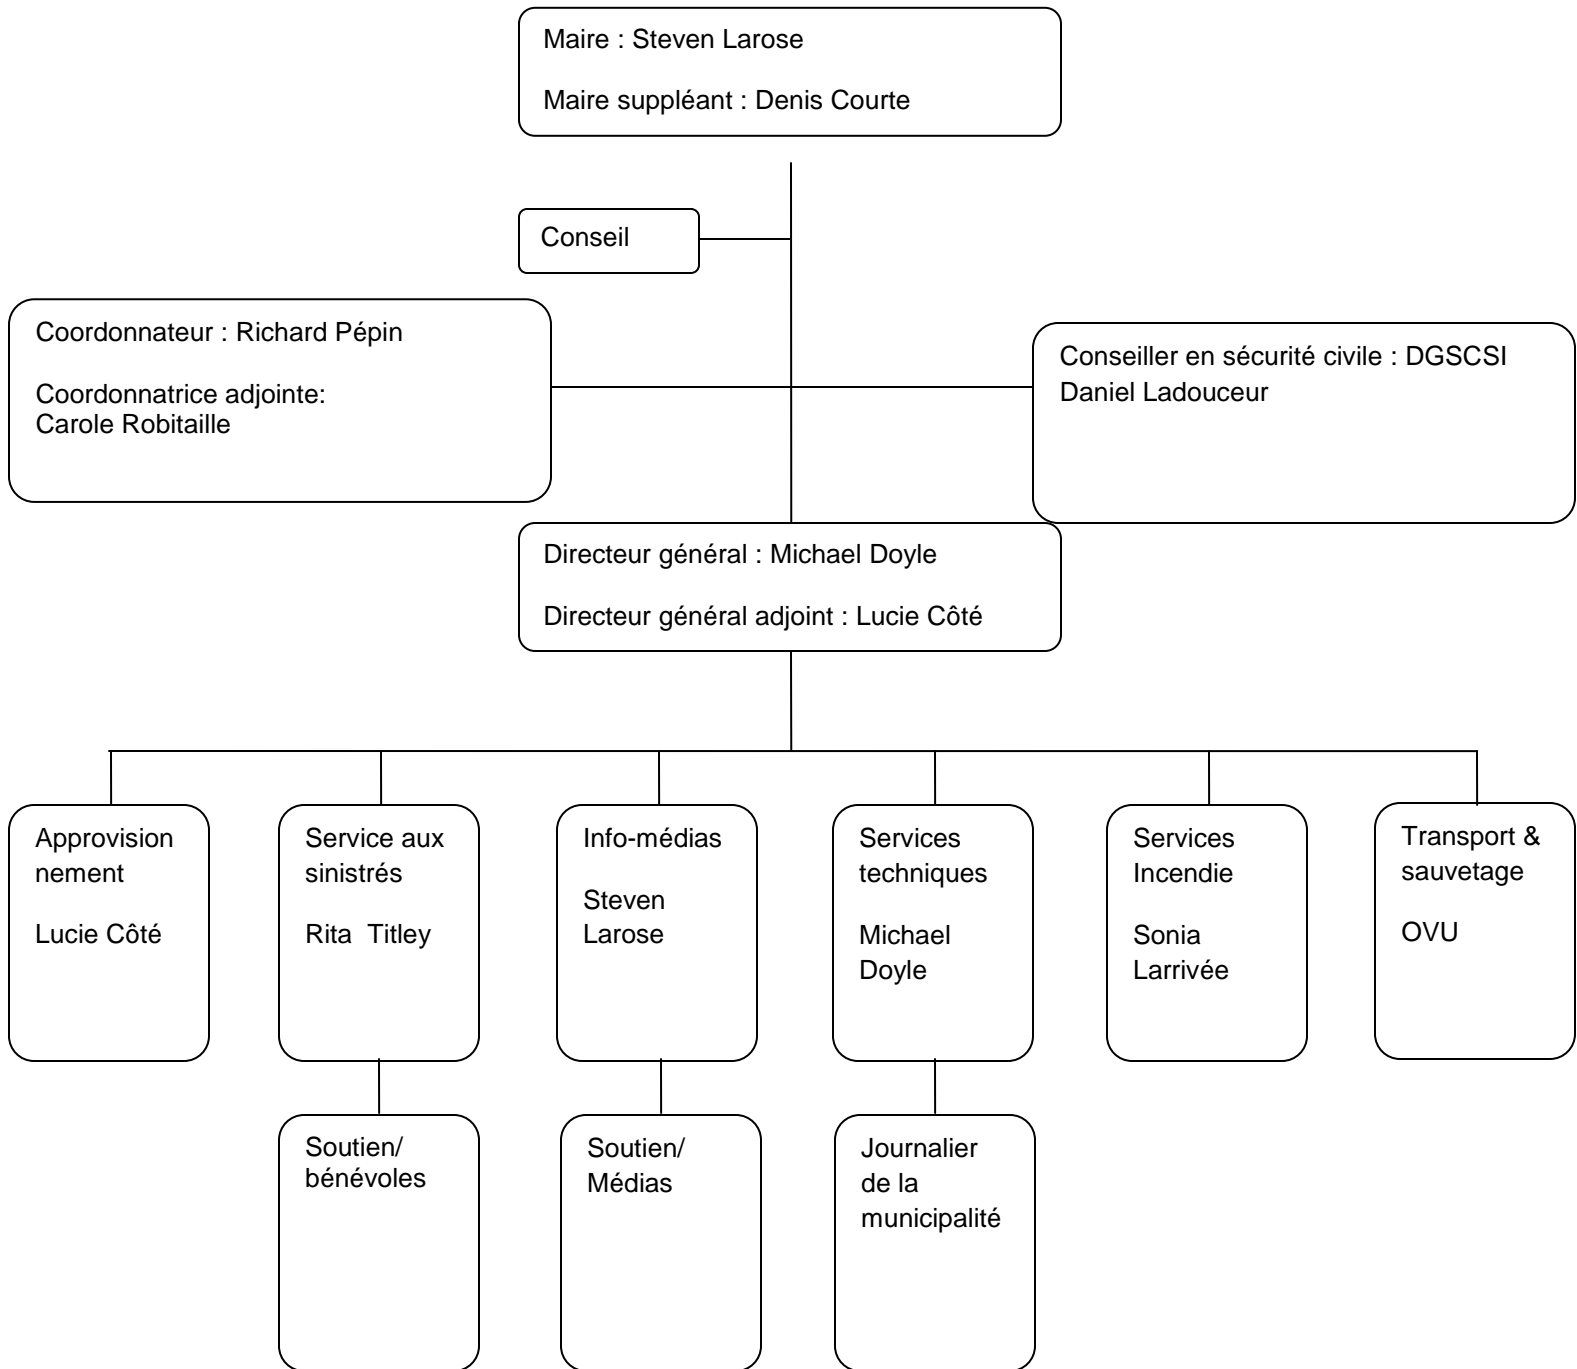 Maire : Steven Larose
Maire suppléant : Denis Courte
Conseil
Coordonnateur : Richard Pépin
Coordonnatrice adjointe:
Carole Robitaille
Conseiller en sécurité civile : DGSCSI
Daniel Ladouceur
Directeur général : Michael Doyle
Directeur général adjoint : Lucie Côté
Approvision
nement
Lucie Côté
Service aux
sinistrés
Rita  Titley
Info-médias
Steven
Larose
Services
techniques
Michael
Doyle
Services
Incendie
Sonia
Larrivée
Transport &
sauvetage
OVU
Soutien/
bénévoles
Soutien/
Médias
Journalier
de la
municipalité